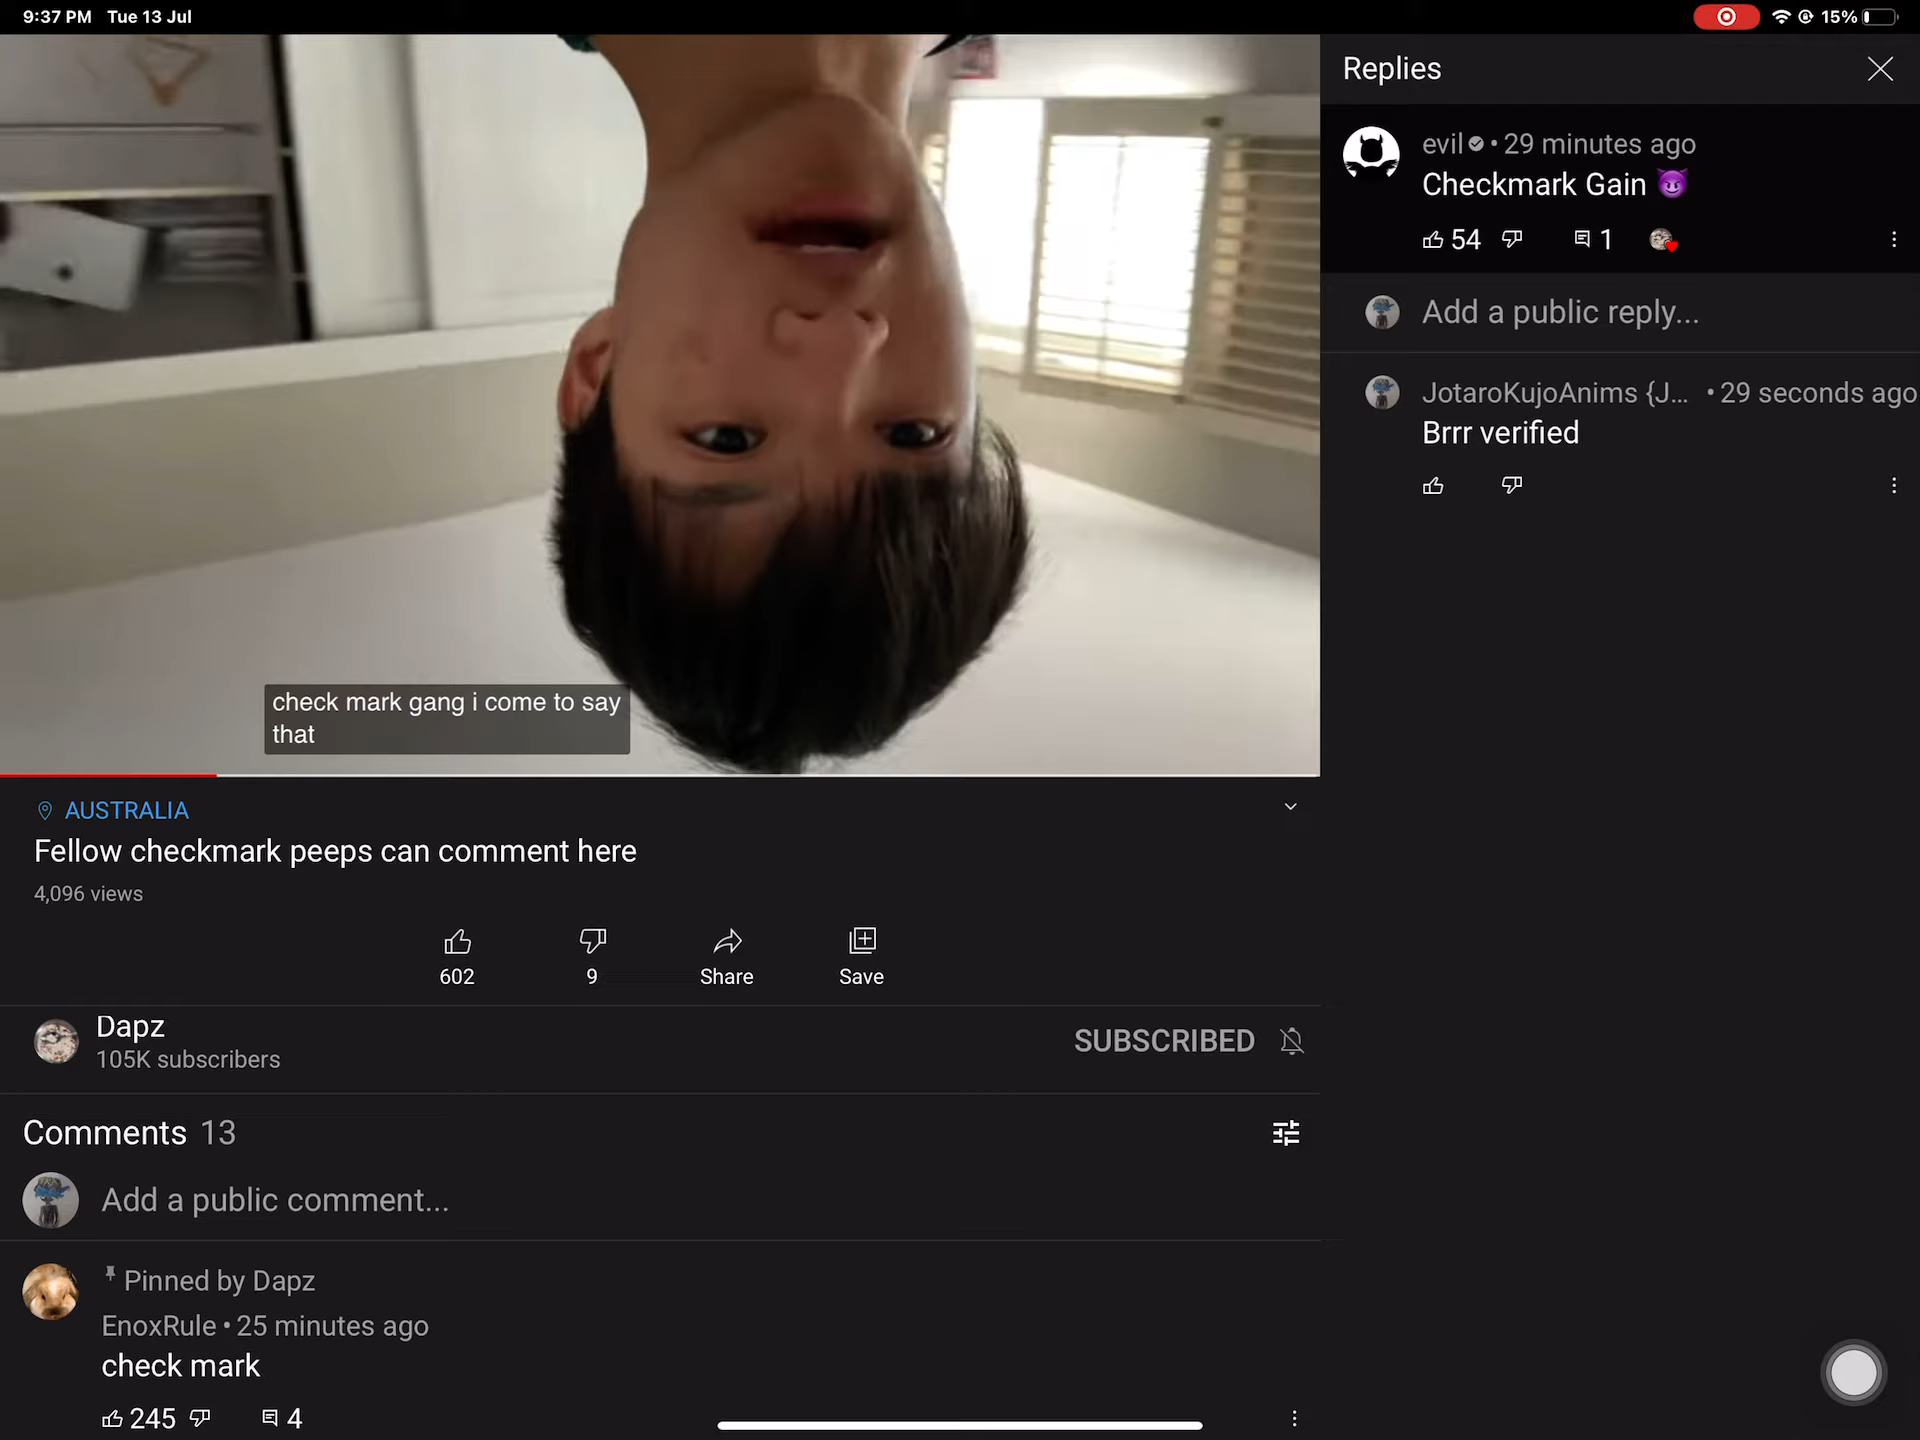 9:37 PM Tue 13 Jul
15%
check mark gang i come to say
that
AUSTRALIA
Fellow checkmark peeps can comment here
4,096 views
602
9
Share
Save
Dapz
105K subscribers
SUBSCRIBED
Comments 13
Add a public comment...
Pinned by Dapz
EnoxRule • 25 minutes ago
check mark
245
4
Replies
evil • 29 minutes ago
Checkmark Gain 😈
54
1
Add a public reply...
JotaroKujoAnims {J... • 29 seconds ago
Brrr verified